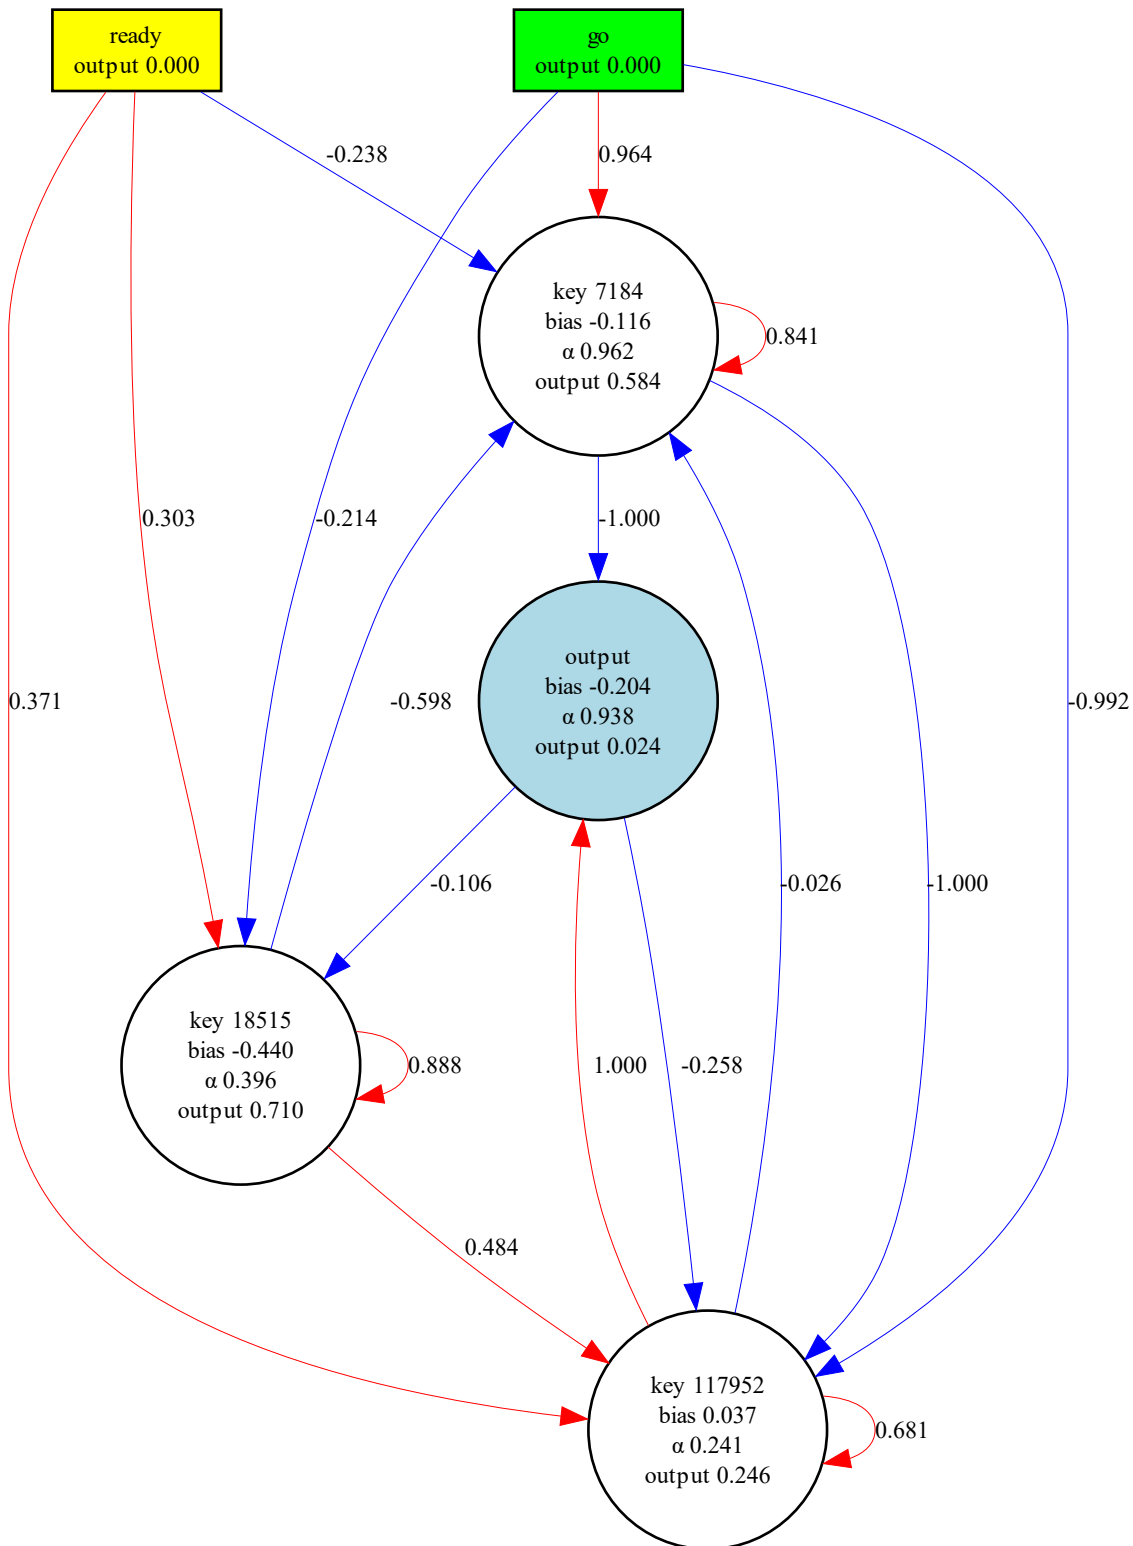 ready
output 0.000
go
output 0.000
-0.238
0.964
key 7184
bias -0.116
α 0.962
output 0.584
0.841
0.303
-0.214
-1.000
output
bias -0.204
α 0.938
output 0.024
0.371
-0.598
-0.992
-0.106
-0.026
-1.000
key 18515
bias -0.440
α 0.396
output 0.710
0.888
1.000
-0.258
0.484
key 117952
bias 0.037
α 0.241
output 0.246
0.681